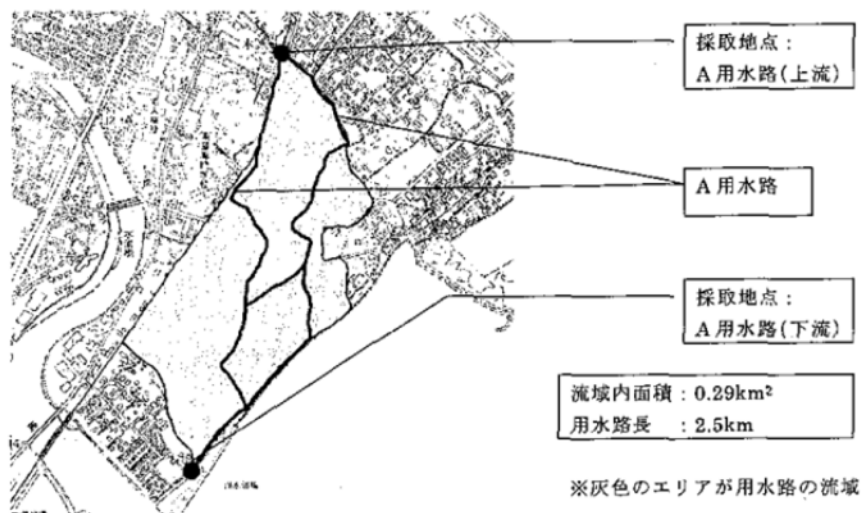 採取地点：
A用水路(上流)
A用水路
採取地点：
A用水路(下流)
流域内面積：0.29km²
用水路長　：2.5km
※灰色のエリアが用水路の流域